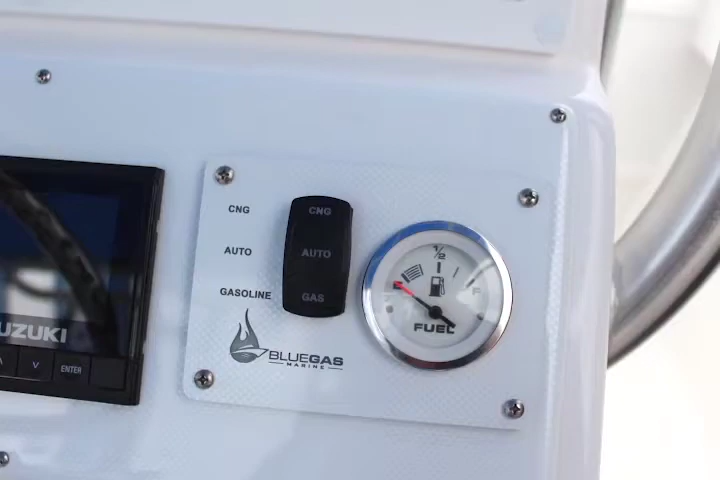 CNG
AUTO
GASOLINE
CNG
AUTO
GAS
1/2
E
F
FUEL
BLUEGAS
MARINE
UZUKI
ENTER